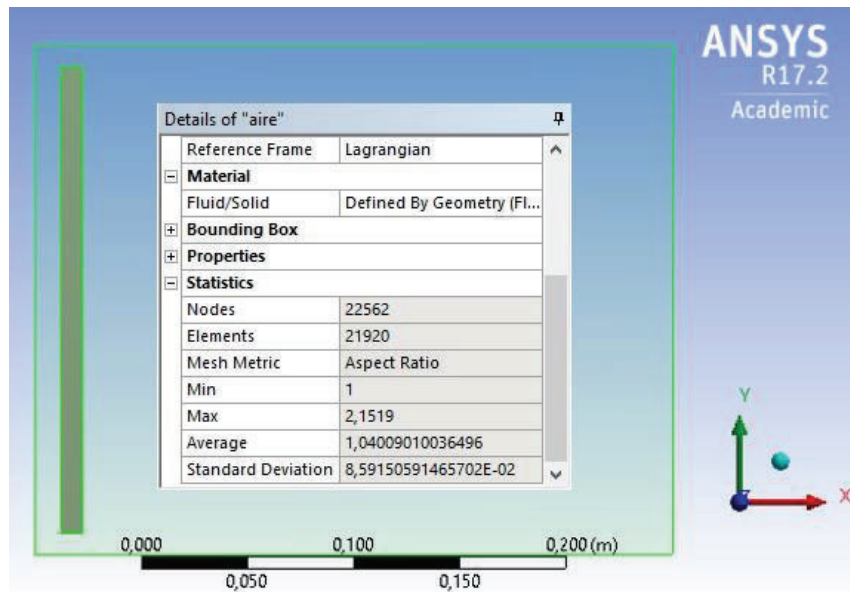 ANSYS
R17.2
Academic
Details of "aire"
Reference Frame Lagrangian
Material
Fluid/Solid Defined By Geometry (Fl...
Bounding Box
Properties
Statistics
Nodes 22562
Elements 21920
Mesh Metric Aspect Ratio
Min 1
Max 2,1519
Average 1,04009010036496
Standard Deviation 8,59150591465702E-02
Y
X
0,000 0,100 0,200 (m)
0,050 0,150